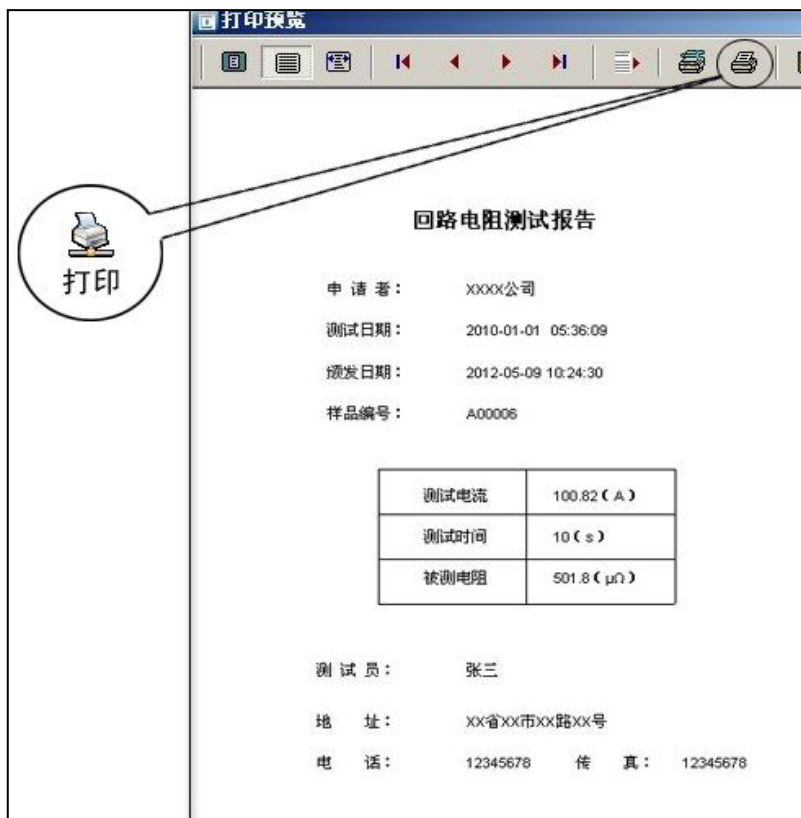 打印预览
打印
回路电阻测试报告
申请者： XXXX公司
测试日期： 2010-01-01 05:36:09
颁发日期： 2012-05-09 10:24:30
样品编号： A00006
测试电流 100.82(A)
测试时间 10(s)
被测电阻 501.8(μΩ)
测试员： 张三
地 址： XX省XX市XX路XX号
电 话： 12345678 传 真： 12345678